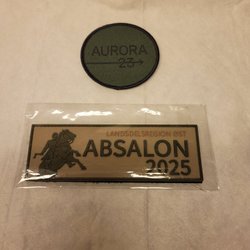 AURORA
23
LANDSDELSREGION ØST
ABSALON
2025